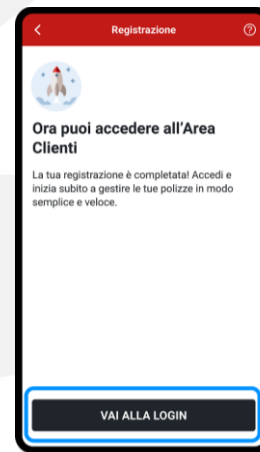 Registrazione
Ora puoi accedere all'Area
Clienti
La tua registrazione è completata! Accedi e
inizia subito a gestire le tue polizze in modo
semplice e veloce.
VAI ALLA LOGIN